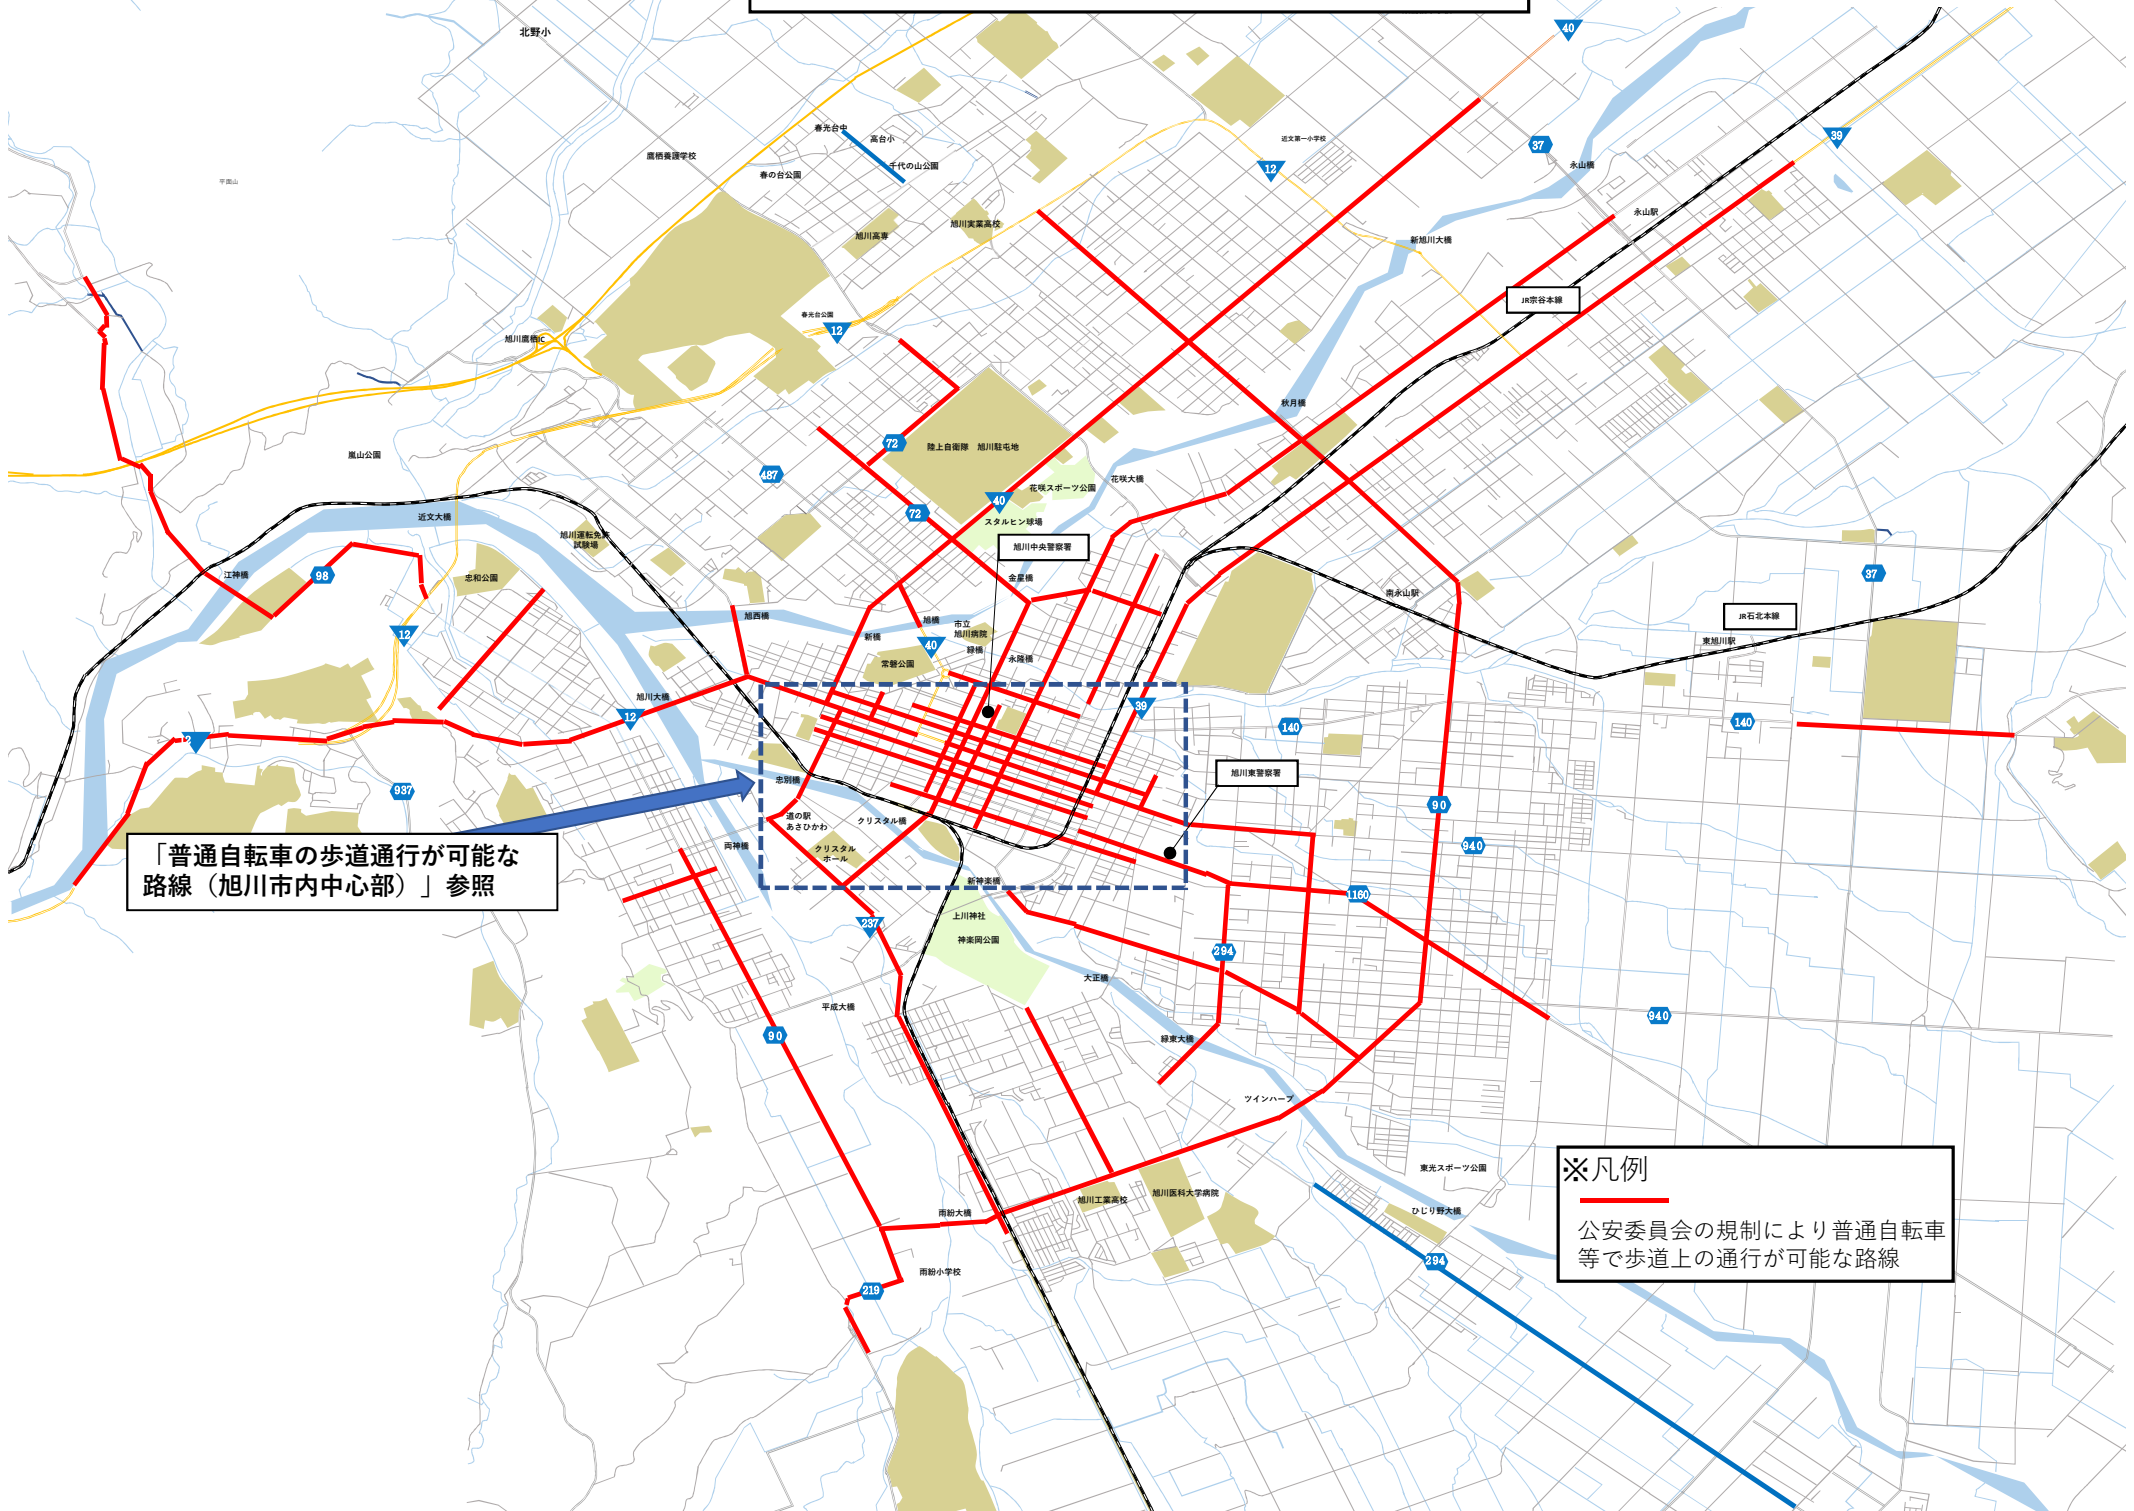 北野小
40
春光台中
高台小
鷹栖養護学校
千代の山公園
春の台公園
平面山
近文第一小学校
12
37
永山橋
39
永山駅
旭川実業高校
旭川高専
新旭川大橋
JR宗谷本線
春光台公園
12
旭川鷹栖IC
秋月橋
72
陸上自衛隊 旭川駐屯地
嵐山公園
487
花咲大橋
花咲スポーツ公園
40
72
スタルヒン球場
近文大橋
旭川運転免許
試験場
旭川中央警察署
江神橋
98
忠和公園
金星橋
南永山駅
37
JR石北本線
東旭川駅
旭西橋
旭橋
市立
旭川病院
新橋
40
緑橋
永隆橋
12
常磐公園
旭川大橋
12
39
140
140
12
忠別橋
旭川東警察署
937
道の駅
あさひかわ
クリスタル橋
90
940
両神橋
クリスタル
ホール
「普通自転車の歩道通行が可能な
路線（旭川市内中心部）」参照
新神楽橋
1160
237
上川神社
神楽岡公園
294
大正橋
平成大橋
940
90
緑東大橋
ツインハープ
東光スポーツ公園
旭川工業高校
旭川医科大学病院
雨紛大橋
ひじり野大橋
294
雨紛小学校
219
※凡例
公安委員会の規制により普通自転車
等で歩道上の通行が可能な路線